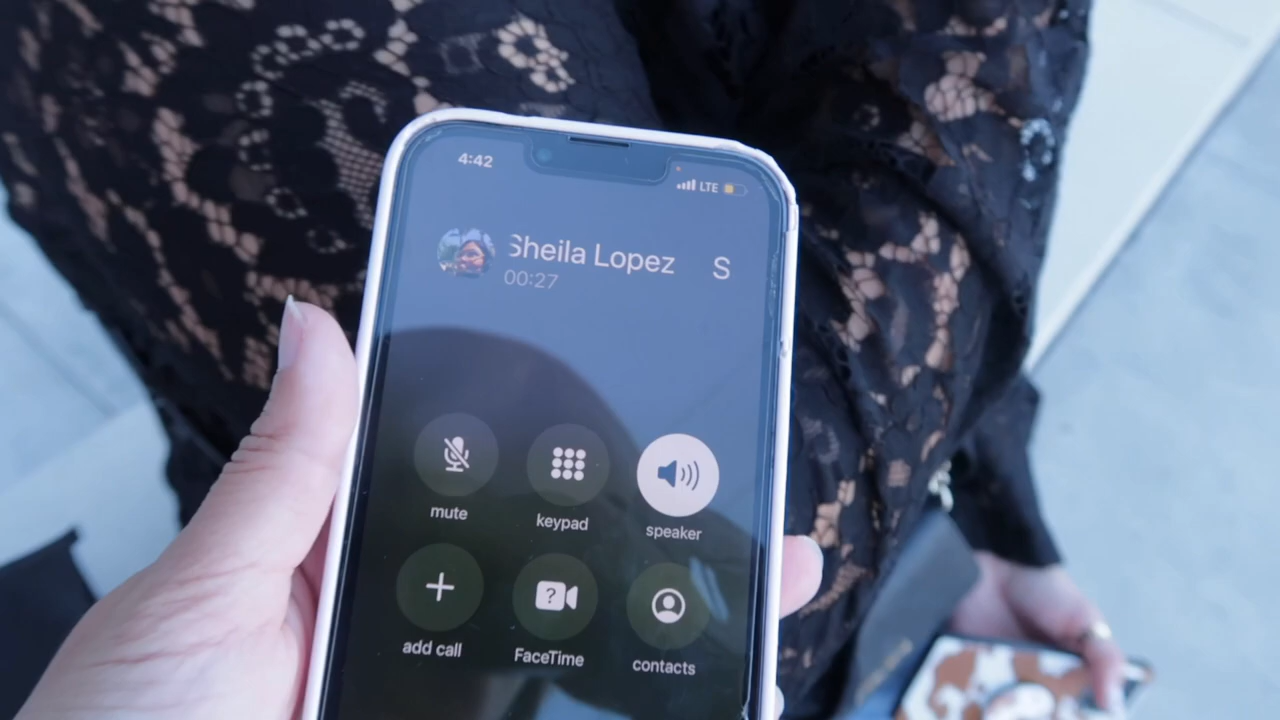 4:42
LTE
Sheila Lopez S
00:27
mute keypad speaker
?
add call FaceTime contacts